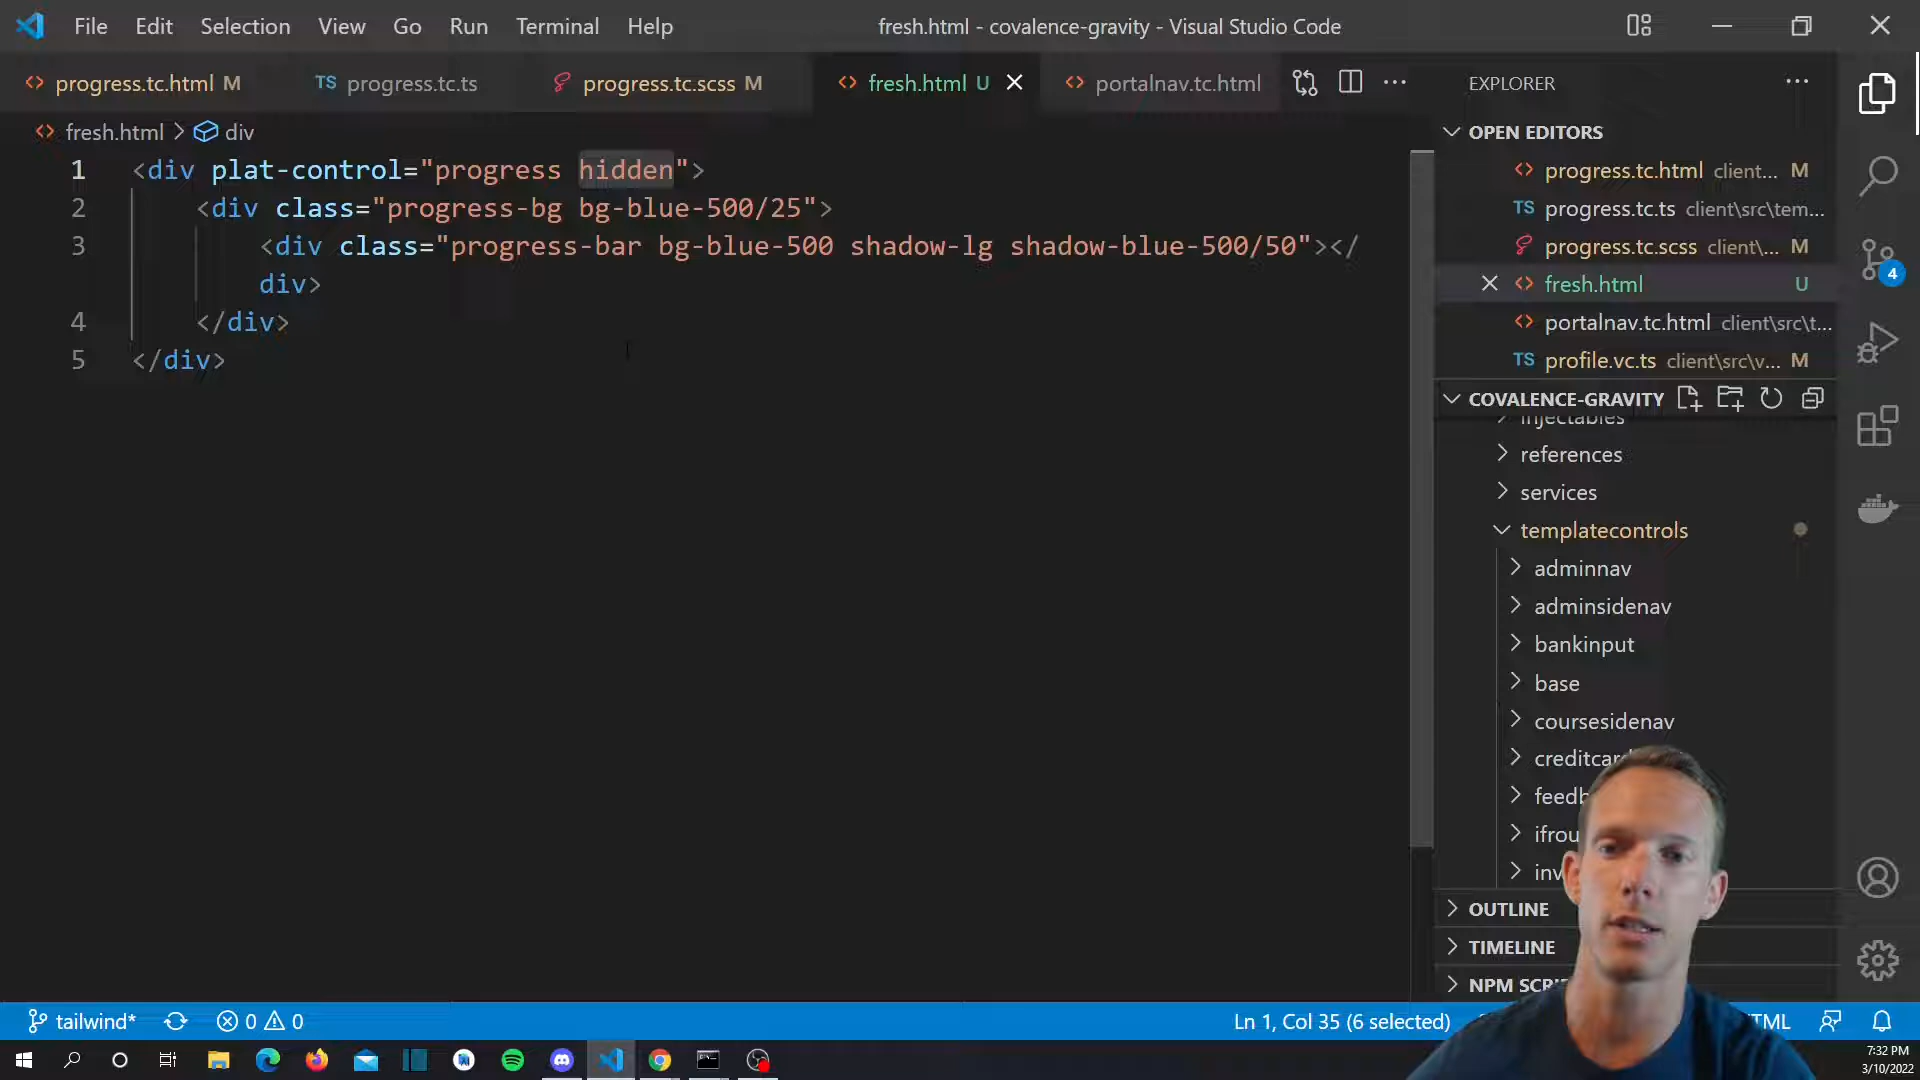 File Edit Selection View Go Run Terminal Help
fresh.html - covalence-gravity - Visual Studio Code
progress.tc.html M
TS progress.tc.ts
progress.tc.scss M
fresh.html U
portalnav.tc.html
fresh.html > div
1 <div plat-control="progress hidden">
2 <div class="progress-bg bg-blue-500/25">
3 <div class="progress-bar bg-blue-500 shadow-lg shadow-blue-500/50"></
div>
4 </div>
5 </div>
EXPLORER
OPEN EDITORS
progress.tc.html client... M
TS progress.tc.ts client\src\tem...
progress.tc.scss client\... M
fresh.html U
portalnav.tc.html client\src\t...
TS profile.vc.ts client\src\v... M
COVALENCE-GRAVITY
injectables
references
services
templatecontrols
adminnav
adminsidenav
bankinput
base
coursesidenav
creditcar
feedb
ifrou
inv
OUTLINE
TIMELINE
NPM SCRI
4
tailwind* 0 0
Ln 1, Col 35 (6 selected)
TML
7:32 PM
3/10/2022